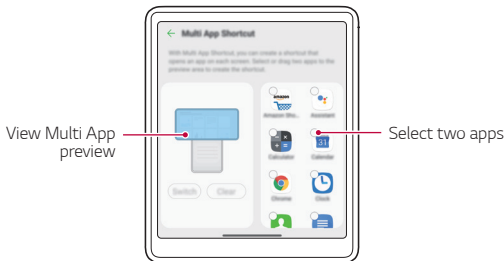 Multi App Shortcut
With Multi App Shortcut, you can create a shortcut that
opens an app on each screen. Select or drag two apps to the
preview area to create the shortcut.
amazon
Amazon Sho... Assistant
31
Calculator Calendar
Chrome Clock
Switch Clear
View Multi App
preview
Select two apps